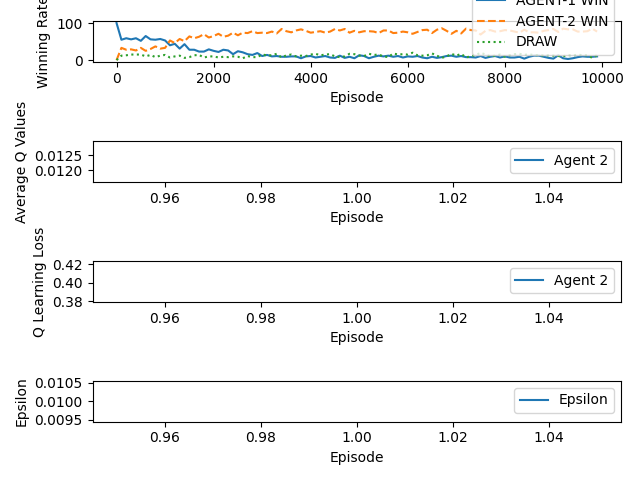 Winning Rate
100
0
AGENT-1 WIN
AGENT-2 WIN
DRAW
0 2000 4000 6000 8000 10000
Episode
Average Q Values
0.0125
0.0120
Agent 2
0.96 0.98 1.00 1.02 1.04
Episode
Q Learning Loss
0.42
0.40
0.38
Agent 2
0.96 0.98 1.00 1.02 1.04
Episode
Epsilon
0.0105
0.0100
0.0095
Epsilon
0.96 0.98 1.00 1.02 1.04
Episode